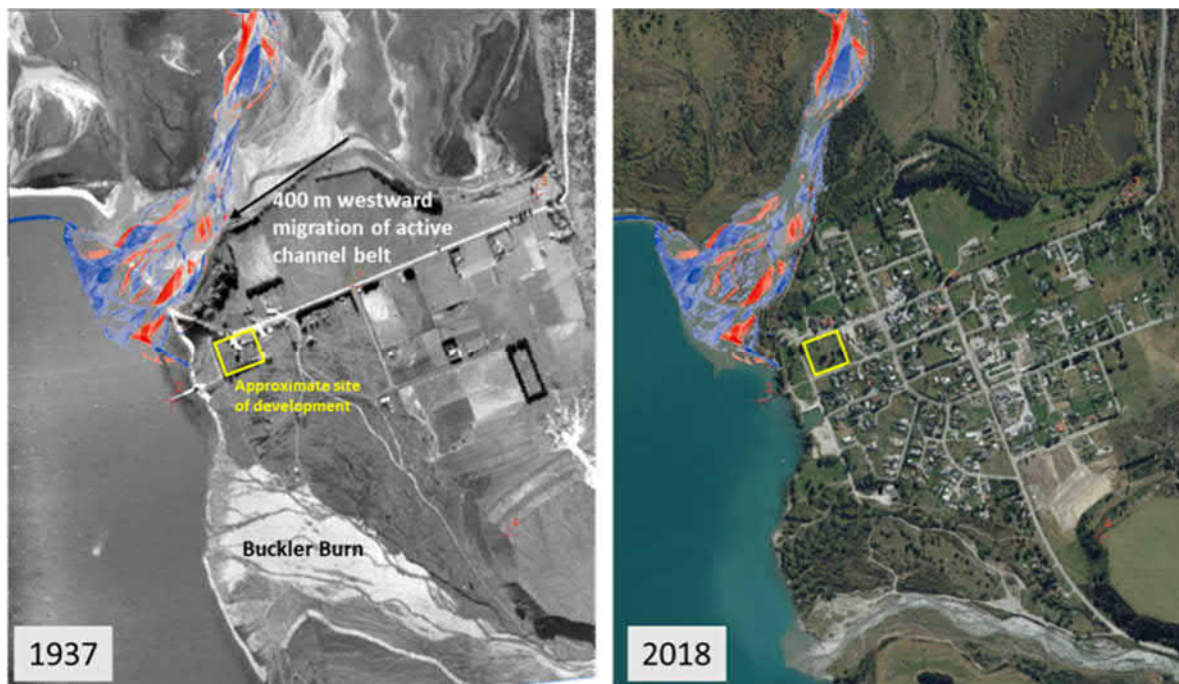 400 m westward
migration of active
channel belt
Approximate site
of development
Buckler Burn
1937
2018